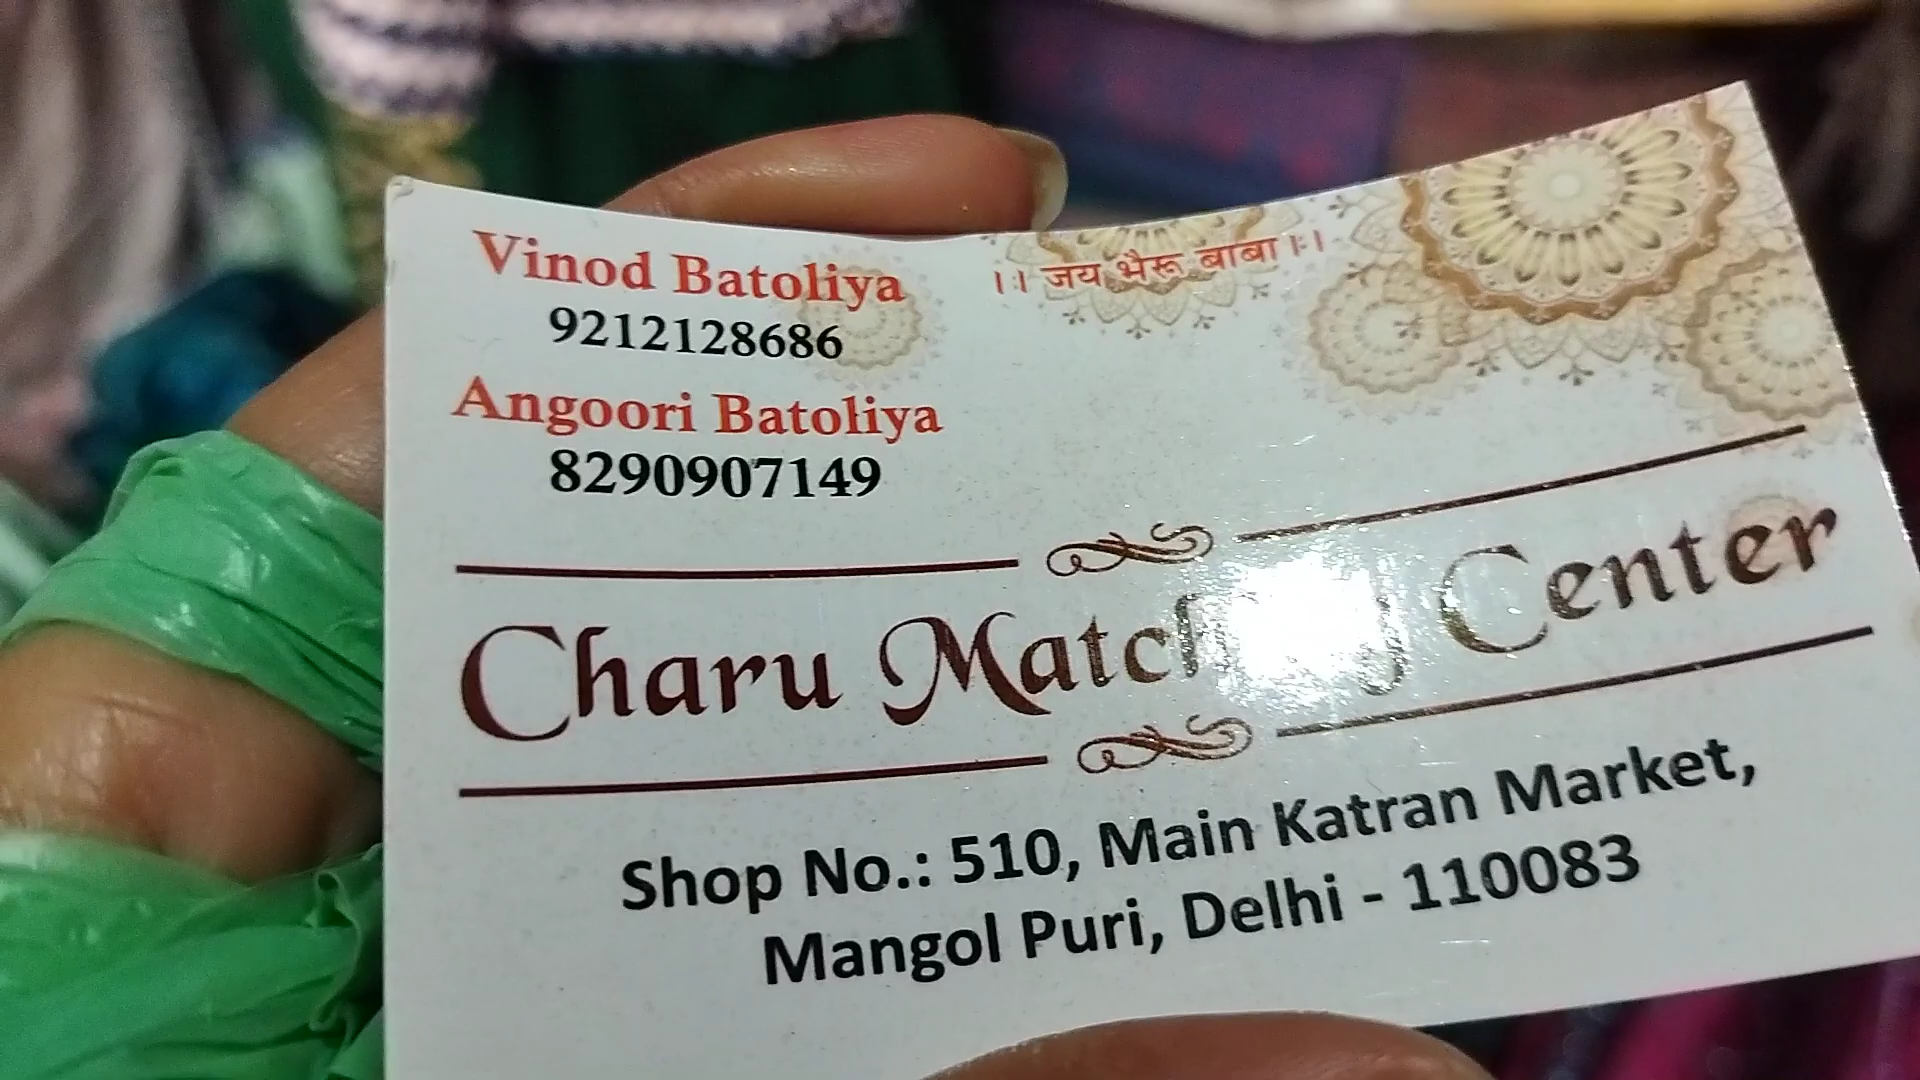 Vinod Batoliya
9212128686
।। जय भैरू बाबा ।।
Angoori Batoliya
8290907149
Charu Matching Center
Shop No.: 510, Main Katran Market,
Mangol Puri, Delhi - 110083